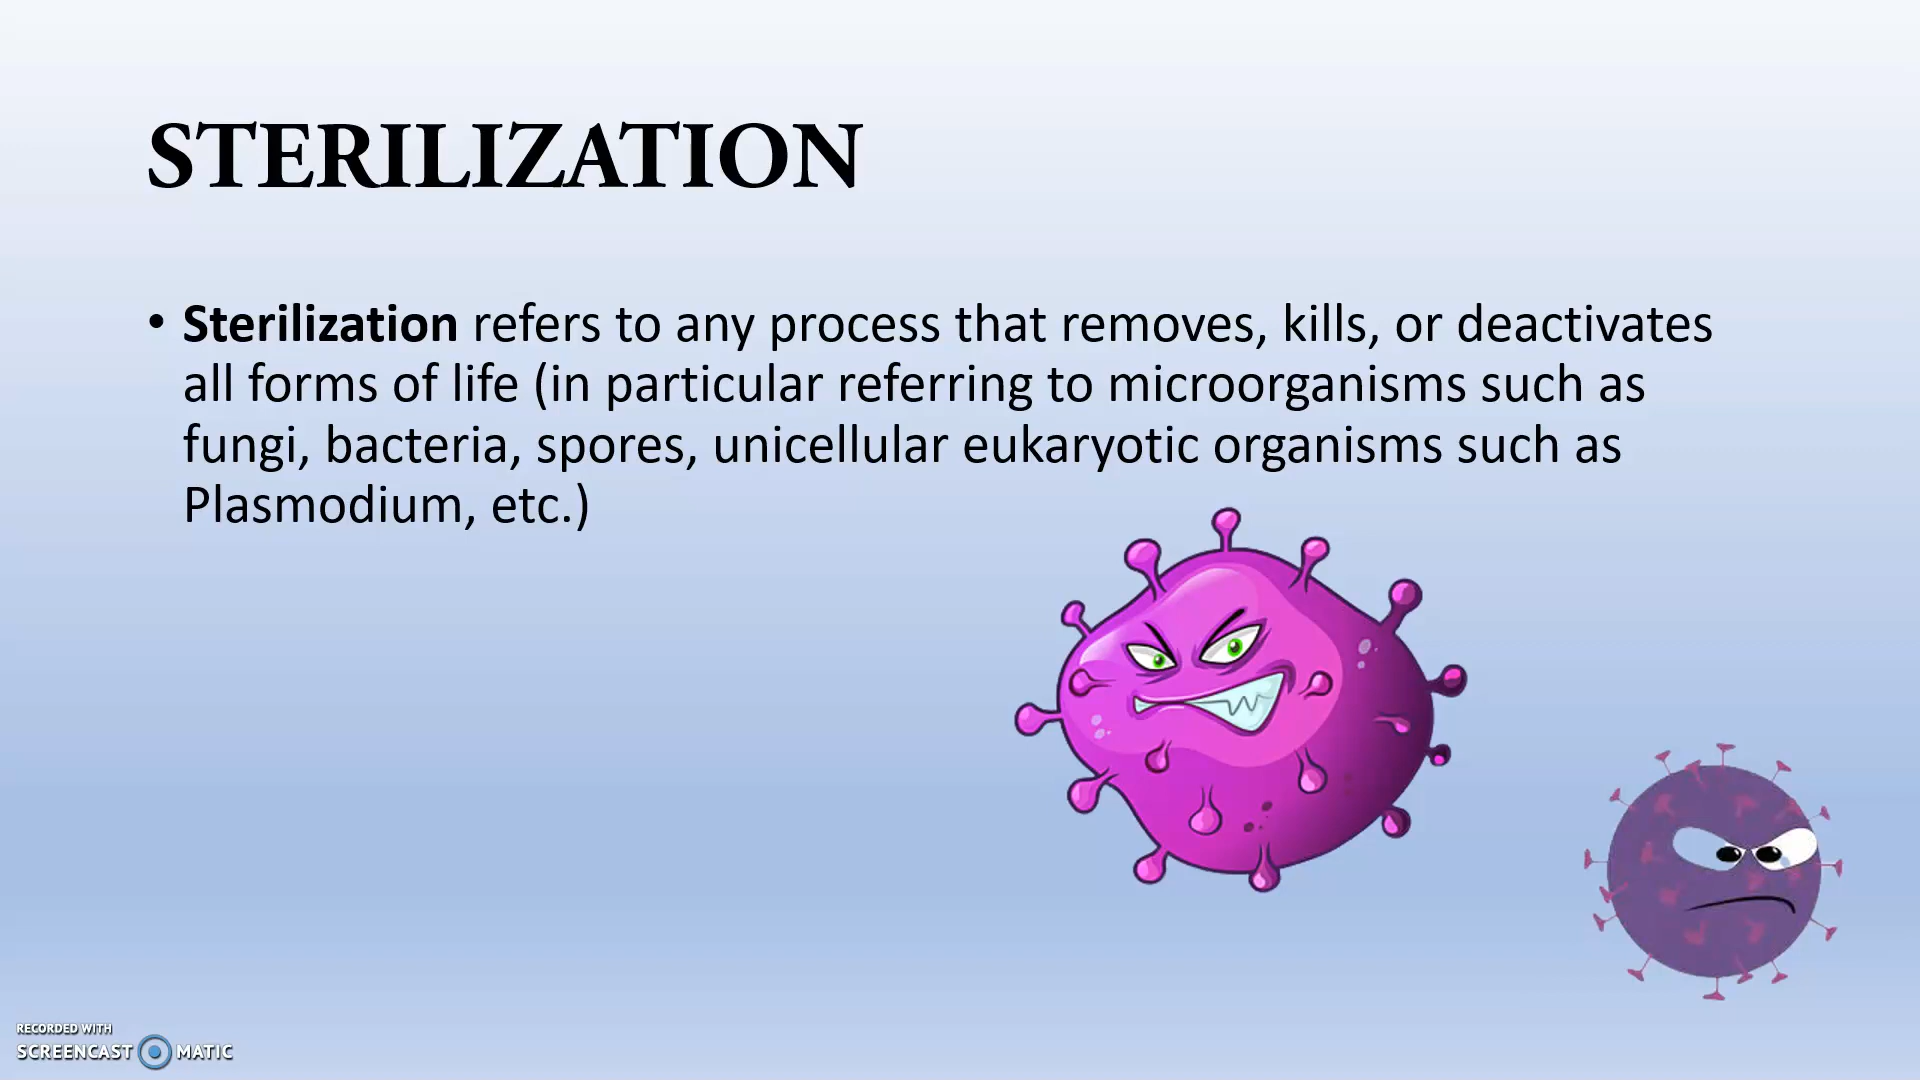 STERILIZATION
• Sterilization refers to any process that removes, kills, or deactivates
all forms of life (in particular referring to microorganisms such as
fungi, bacteria, spores, unicellular eukaryotic organisms such as
Plasmodium, etc.)
RECORDED WITH
SCREENCAST MATIC